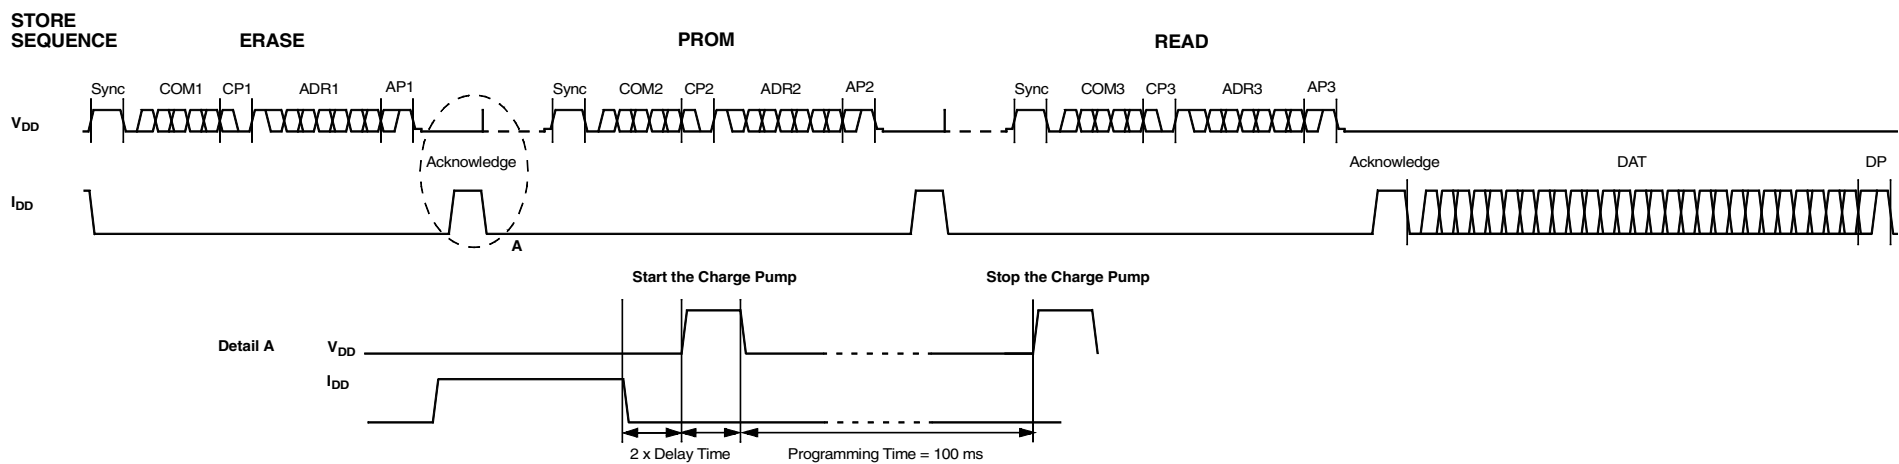 STORE
SEQUENCE
ERASE
PROM
READ
Sync COM1 CP1 ADR1 AP1
Sync COM2 CP2 ADR2 AP2
Sync COM3 CP3 ADR3 AP3
VDD
Acknowledge
Acknowledge
DAT
DP
IDD
A
Start the Charge Pump
Stop the Charge Pump
Detail A
VDD
IDD
2 x Delay Time
Programming Time = 100 ms